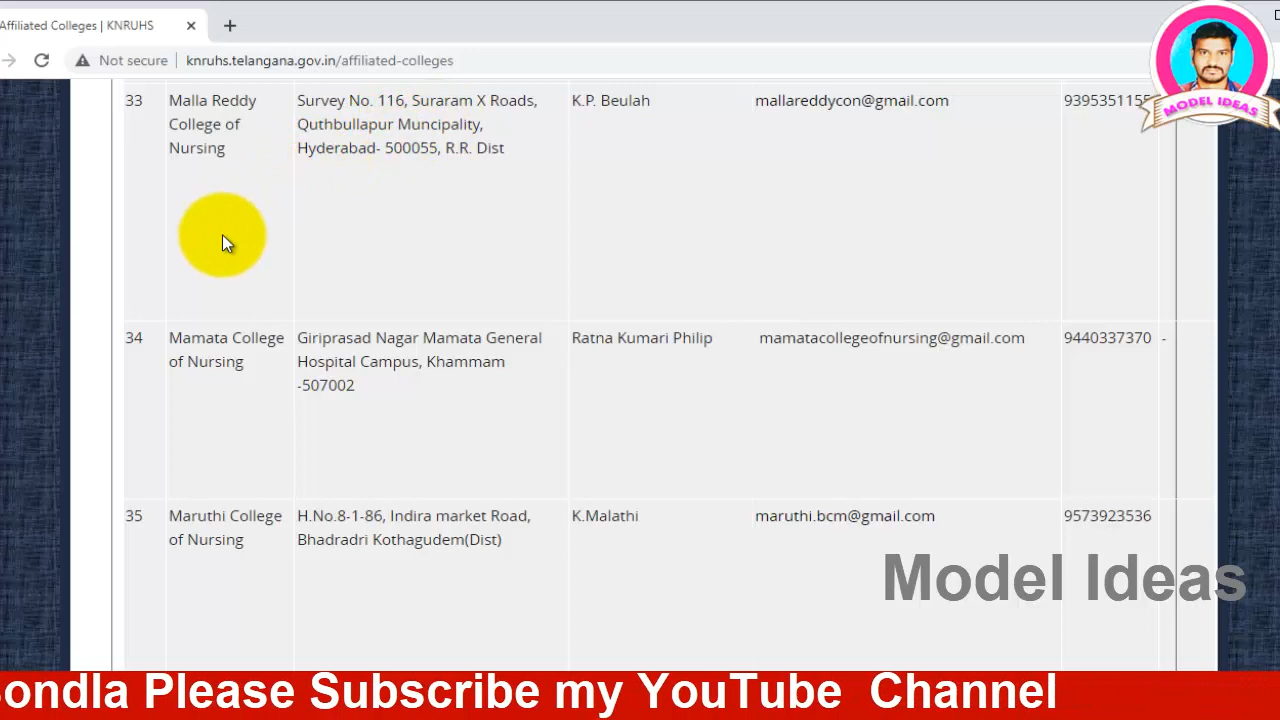 Affiliated Colleges | KNRUHS
Not secure knruhs.telangana.gov.in/affiliated-colleges
MODEL IDEAS
33 Malla Reddy College of Nursing Survey No. 116, Suraram X Roads, Quthbullapur Muncipality, Hyderabad- 500055, R.R. Dist K.P. Beulah mallareddycon@gmail.com 9395351155
34 Mamata College of Nursing Giriprasad Nagar Mamata General Hospital Campus, Khammam -507002 Ratna Kumari Philip mamatacollegeofnursing@gmail.com 9440337370 -
35 Maruthi College of Nursing H.No.8-1-86, Indira market Road, Bhadradri Kothagudem(Dist) K.Malathi maruthi.bcm@gmail.com 9573923536
Model Ideas
ondla Please Subscribe my YouTube Channel